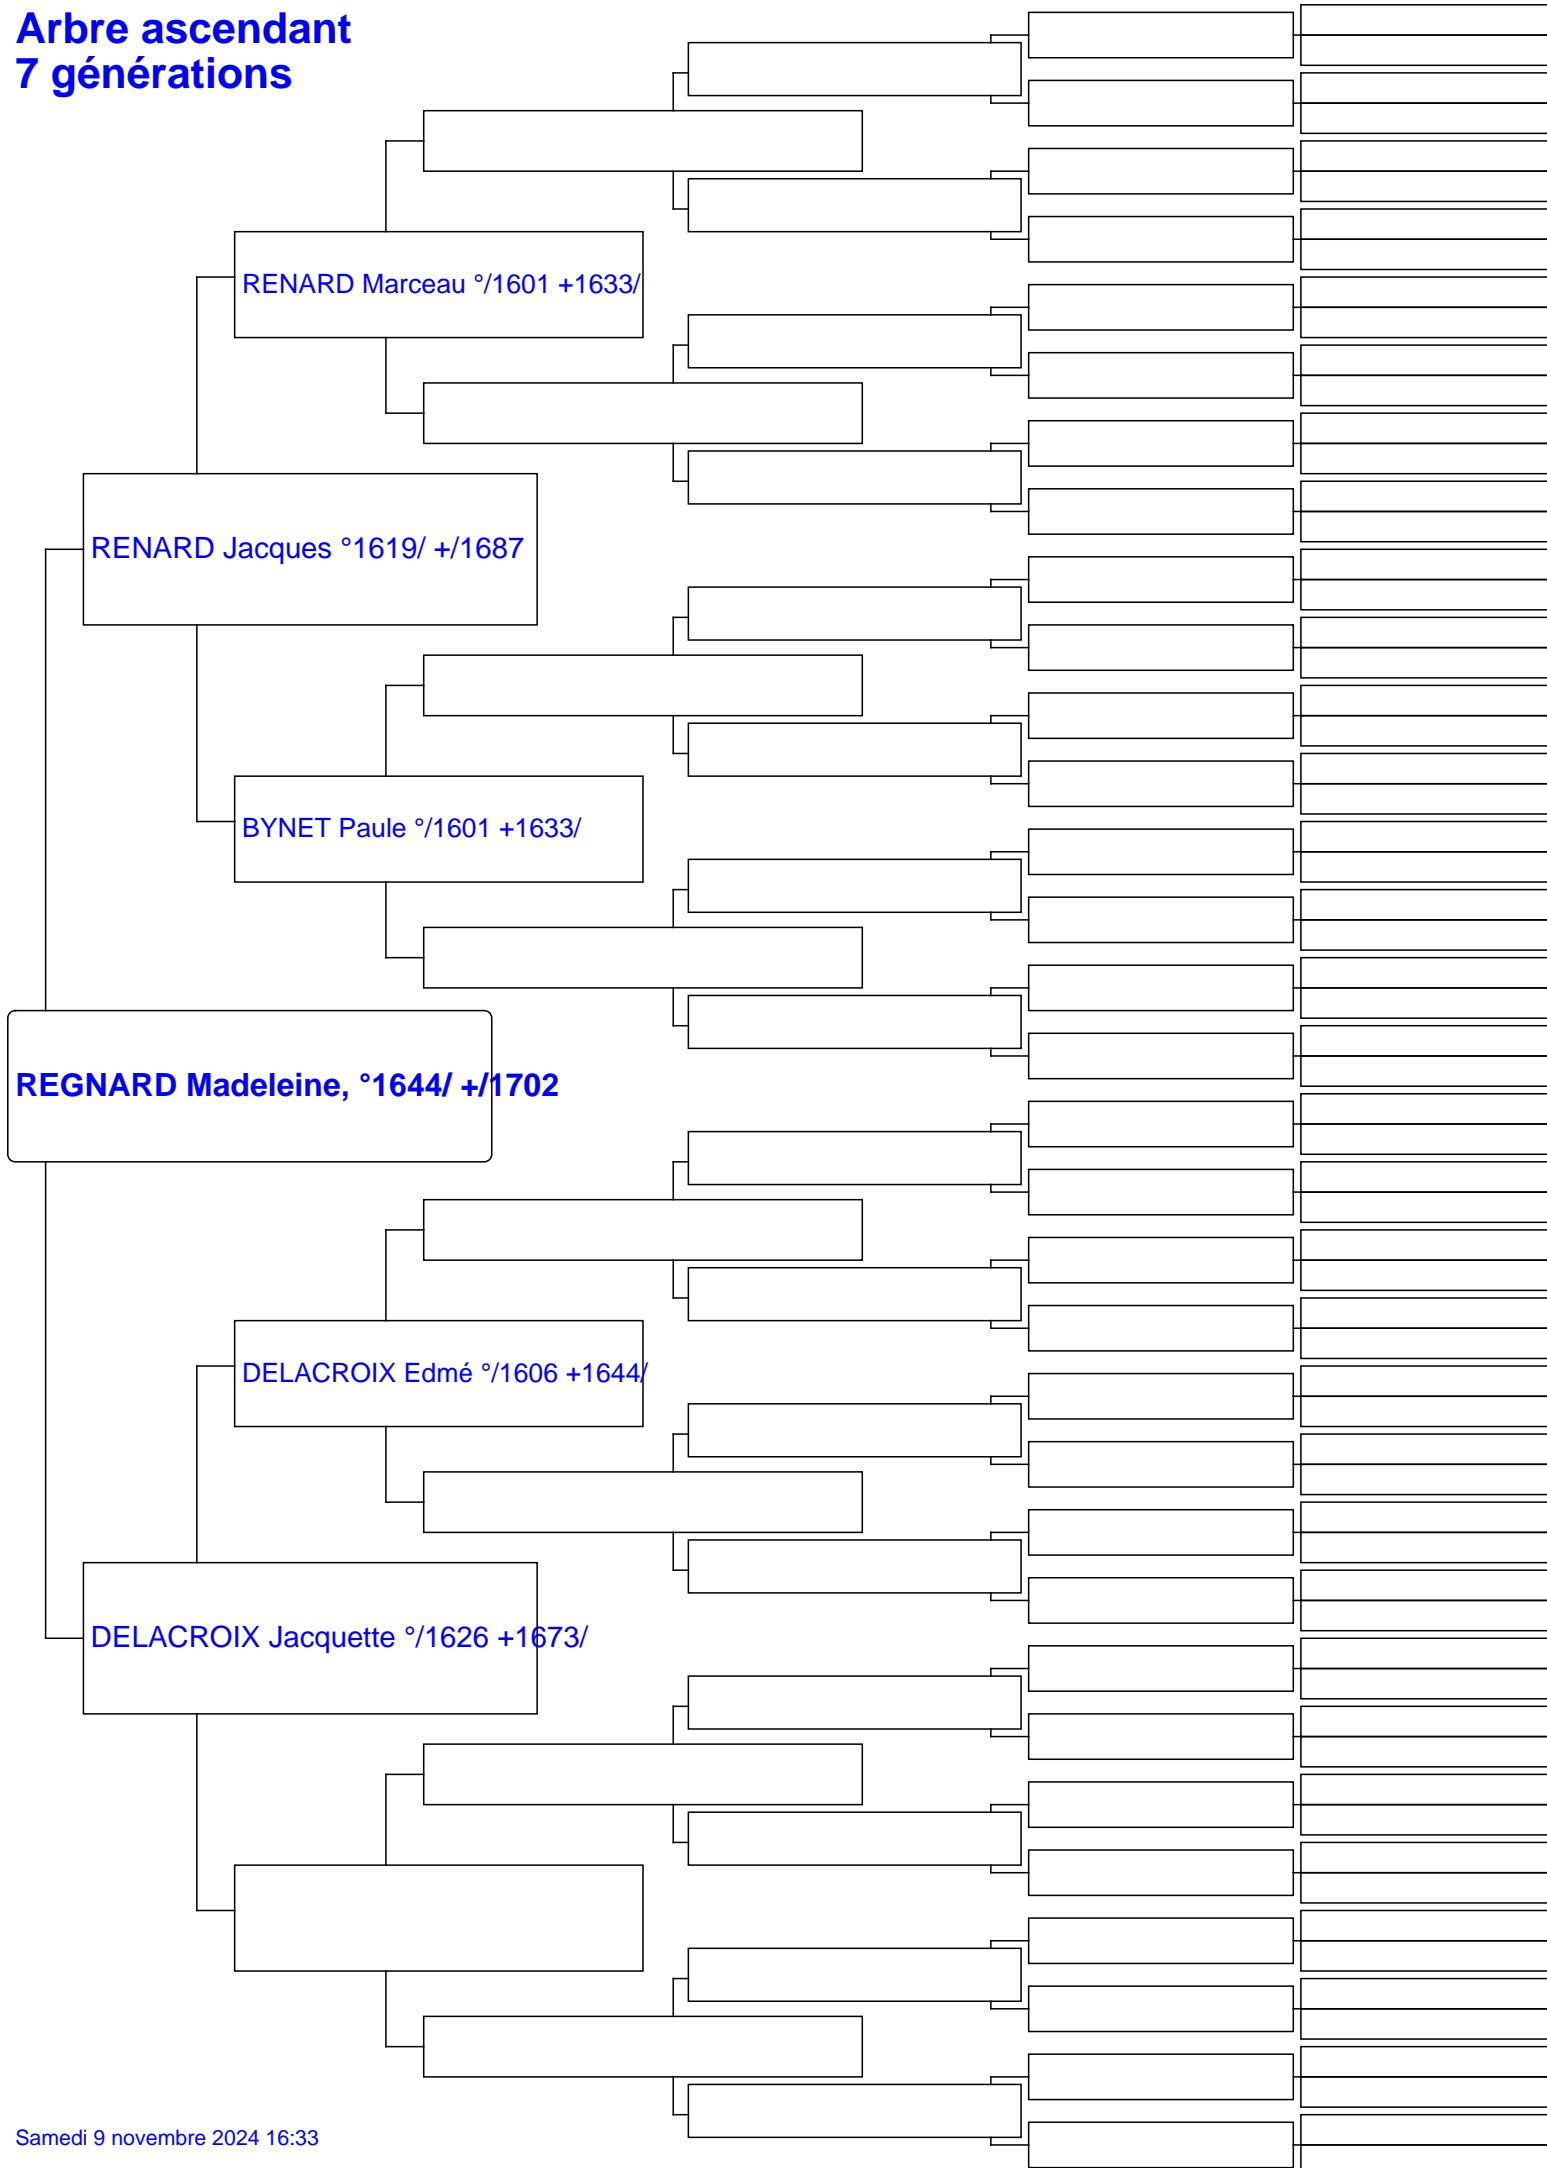 Arbre ascendant
7 générations
RENARD Marceau °/1601 +1633/
RENARD Jacques °1619/ +/1687
BYNET Paule °/1601 +1633/
REGNARD Madeleine, °1644/ +/1702
DELACROIX Edmé °/1606 +1644/
DELACROIX Jacquette °/1626 +1673/
Samedi 9 novembre 2024 16:33